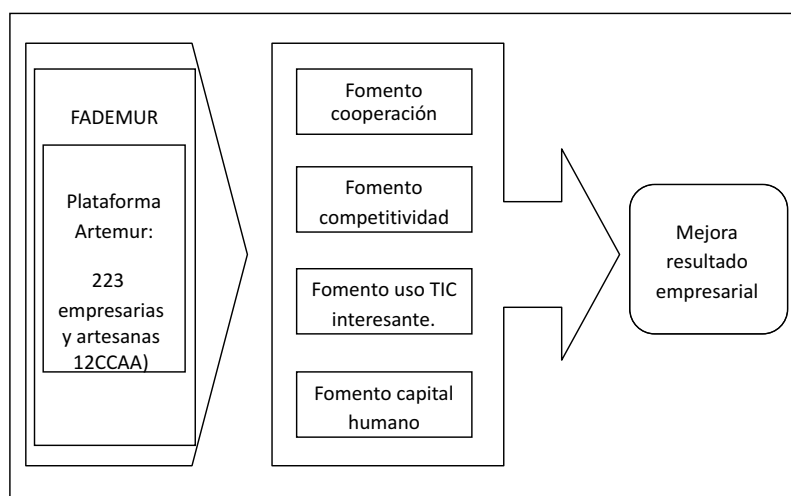 FADEMUR
Plataforma
Artemur:
223
empresarias
y artesanas
12CCAA)
Fomento
cooperación
Fomento
competitividad
Fomento uso TIC
interesante.
Fomento capital
humano
Mejora
resultado
empresarial